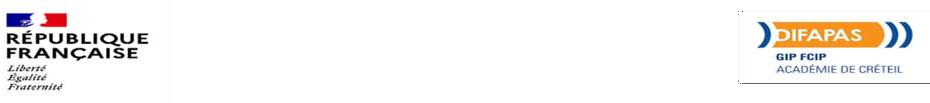 RÉPUBLIQUE
FRANÇAISE
Liberté
Égalité
Fraternité
DIFAPAS
GIP FCIP
ACADÉMIE DE CRÉTEIL